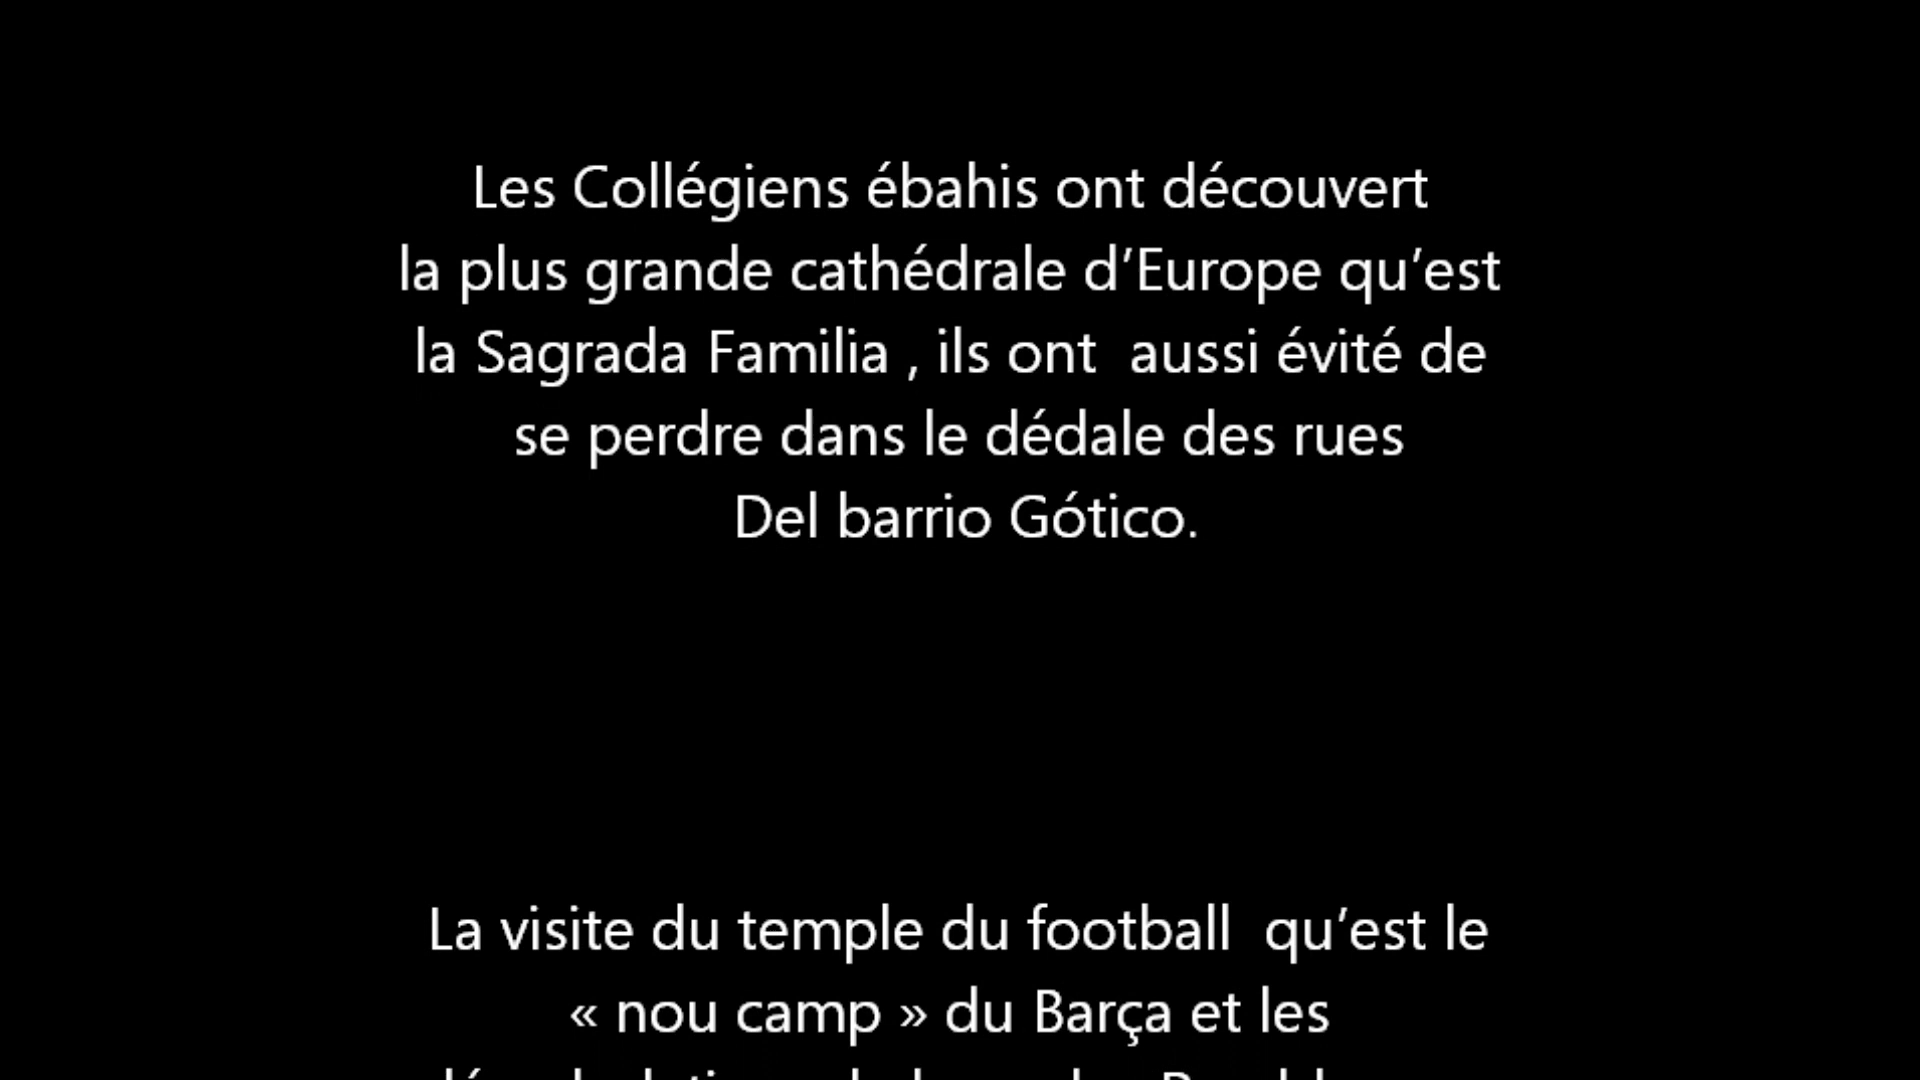 Les Collégiens ébahis ont découvert
la plus grande cathédrale d’Europe qu’est
la Sagrada Familia , ils ont  aussi évité de
se perdre dans le dédale des rues
Del barrio Gótico.
La visite du temple du football  qu’est le
« nou camp » du Barça et les